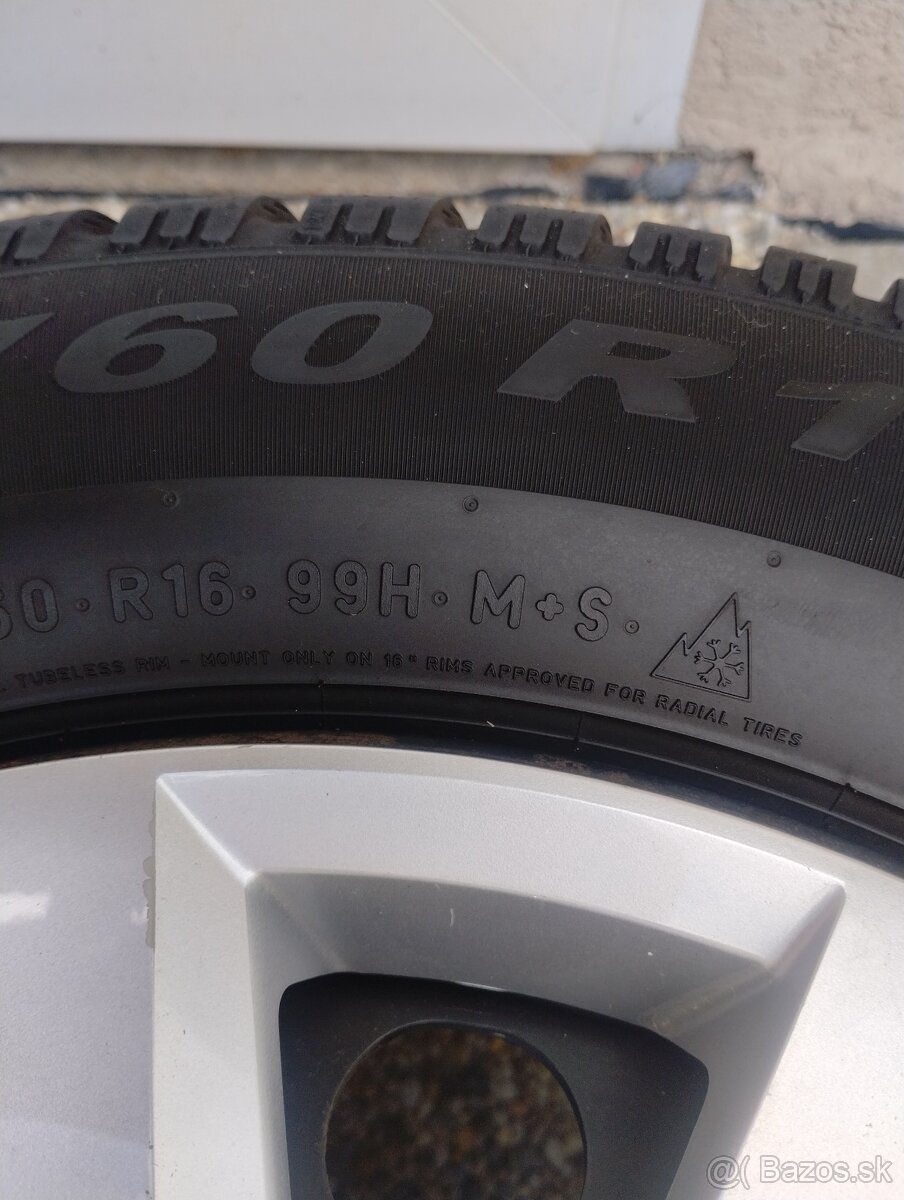 /60 R1
60 · R16 · 99H · M+S ·
TUBELESS RIM - MOUNT ONLY ON 16" RIMS APPROVED FOR RADIAL TIRES
@( Bazos.sk